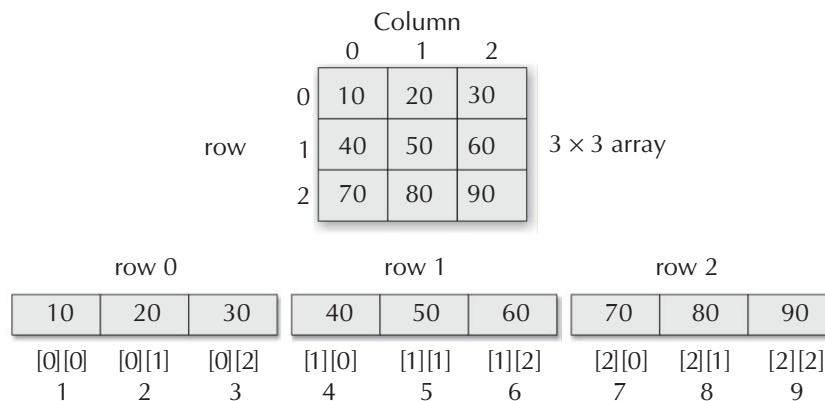 Column
0 1 2
0 10 20 30
row 1 40 50 60 3 × 3 array
2 70 80 90
row 0 row 1 row 2
10 20 30 40 50 60 70 80 90
[0][0] [0][1] [0][2] [1][0] [1][1] [1][2] [2][0] [2][1] [2][2]
1 2 3 4 5 6 7 8 9